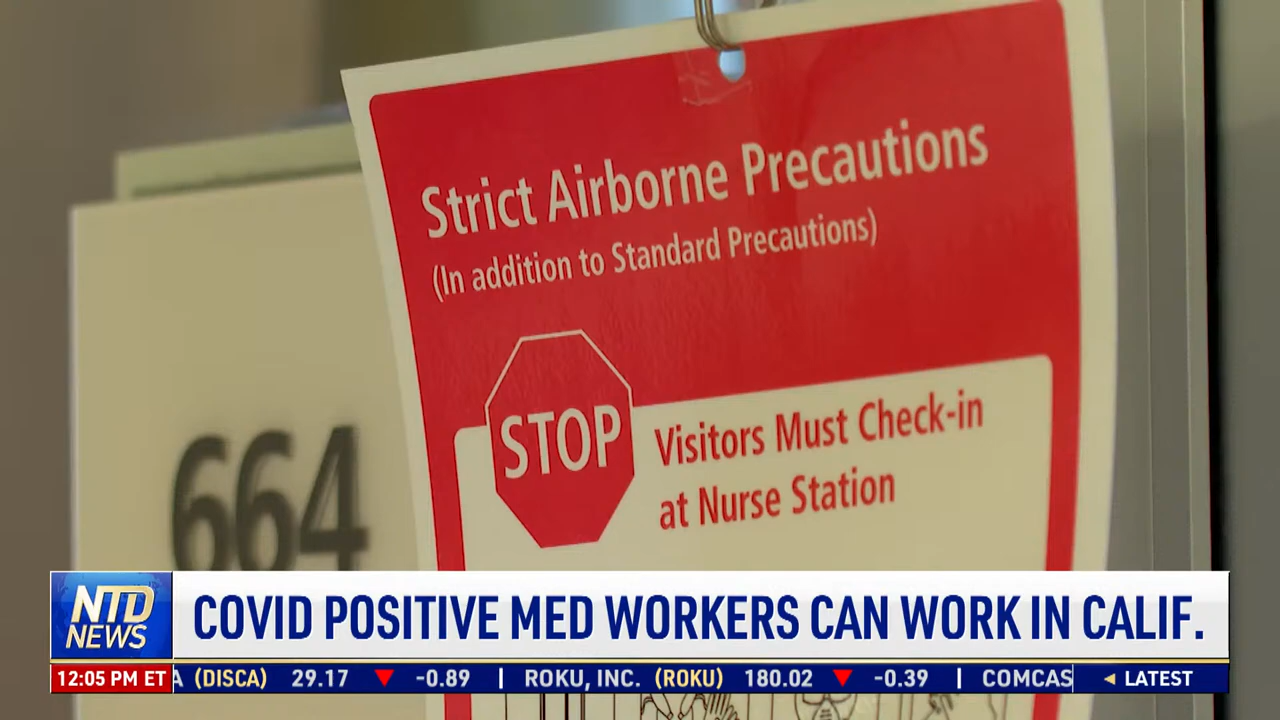 Strict Airborne Precautions
(In addition to Standard Precautions)
STOP
Visitors Must Check-in
at Nurse Station
664
NTD
NEWS
COVID POSITIVE MED WORKERS CAN WORK IN CALIF.
12:05 PM ET
A (DISCA) 29.17 ▼ -0.89 | ROKU, INC. (ROKU) 180.02 ▼ -0.39 | COMCAS
◄ LATEST